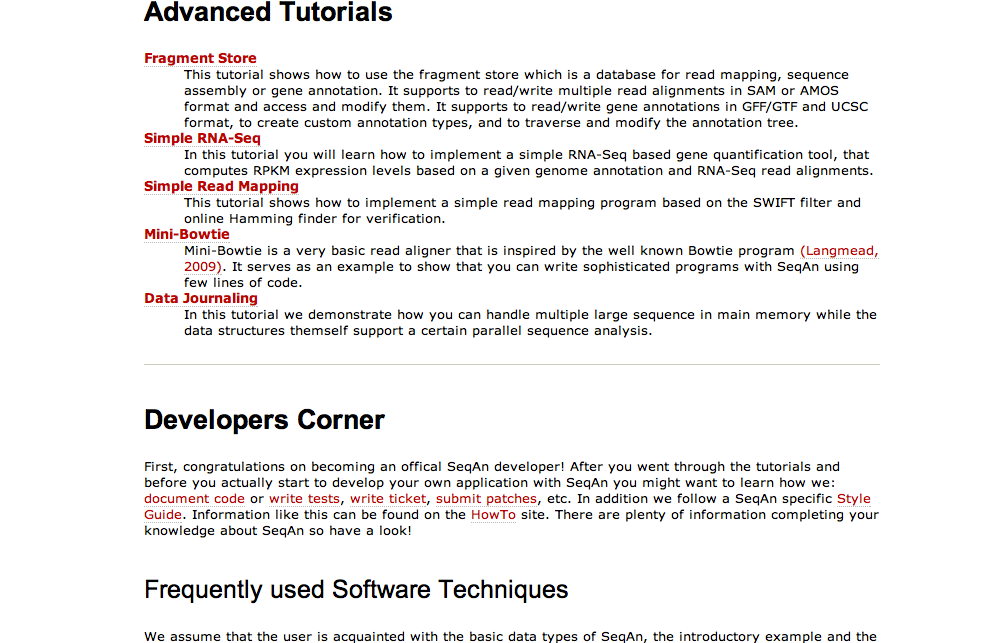 Advanced Tutorials
Fragment Store
This tutorial shows how to use the fragment store which is a database for read mapping, sequence
assembly or gene annotation. It supports to read/write multiple read alignments in SAM or AMOS
format and access and modify them. It supports to read/write gene annotations in GFF/GTF and UCSC
format, to create custom annotation types, and to traverse and modify the annotation tree.
Simple RNA-Seq
In this tutorial you will learn how to implement a simple RNA-Seq based gene quantification tool, that
computes RPKM expression levels based on a given genome annotation and RNA-Seq read alignments.
Simple Read Mapping
This tutorial shows how to implement a simple read mapping program based on the SWIFT filter and
online Hamming finder for verification.
Mini-Bowtie
Mini-Bowtie is a very basic read aligner that is inspired by the well known Bowtie program (Langmead,
2009). It serves as an example to show that you can write sophisticated programs with SeqAn using
few lines of code.
Data Journaling
In this tutorial we demonstrate how you can handle multiple large sequence in main memory while the
data structures themself support a certain parallel sequence analysis.
Developers Corner
First, congratulations on becoming an offical SeqAn developer! After you went through the tutorials and
before you actually start to develop your own application with SeqAn you might want to learn how we:
document code or write tests, write ticket, submit patches, etc. In addition we follow a SeqAn specific Style
Guide. Information like this can be found on the HowTo site. There are plenty of information completing your
knowledge about SeqAn so have a look!
Frequently used Software Techniques
We assume that the user is acquainted with the basic data types of SeqAn, the introductory example and the